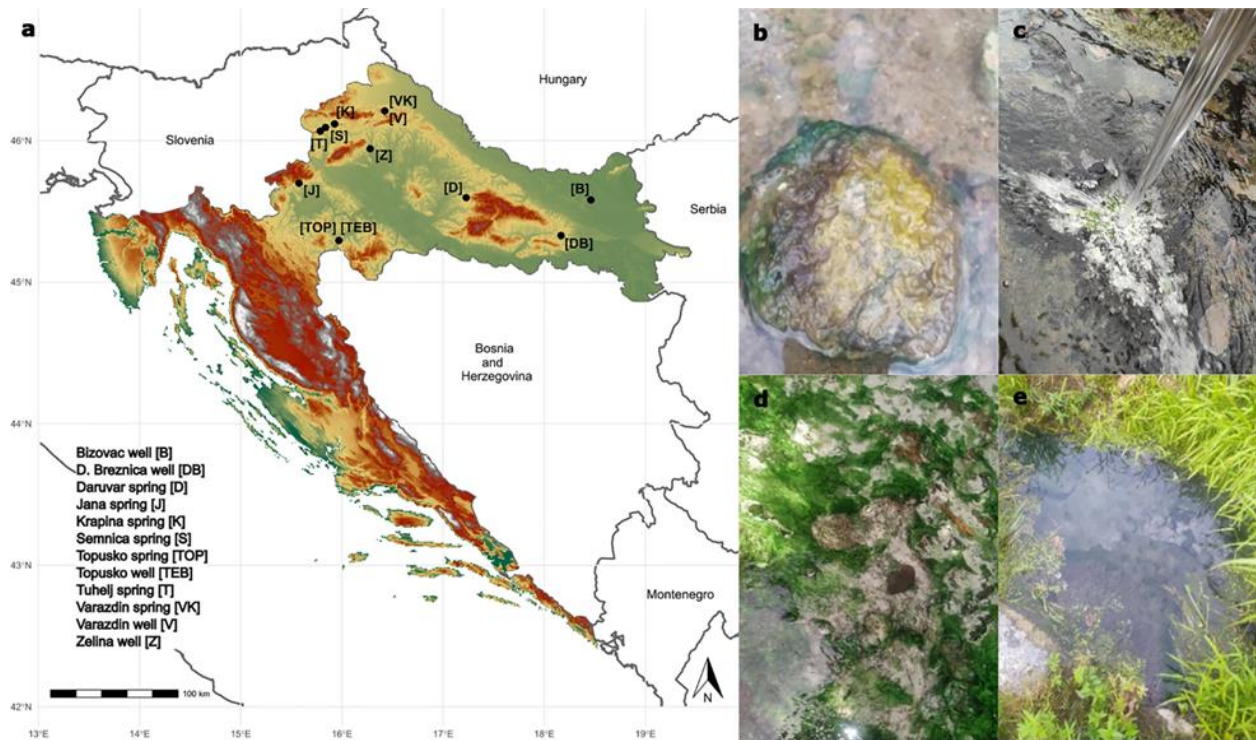 a
Hungary
Slovenia
[VK]
[K]
[V]
[S]
[T]
[Z]
46°N
[J]
[D]
[B]
Serbia
[TOP] [TEB]
[DB]
45°N
Bosnia
and
Herzegovina
44°N
Bizovac well [B]
D. Breznica well [DB]
Daruvar spring [D]
Jana spring [J]
Krapina spring [K]
Semnica spring [S]
Topusko spring [TOP]
Topusko well [TEB]
Tuhelj spring [T]
Varazdin spring [VK]
Varazdin well [V]
Zelina well [Z]
43°N
Montenegro
100 km
N
42°N
13°E 14°E 15°E 16°E 17°E 18°E 19°E
b
c
d
e